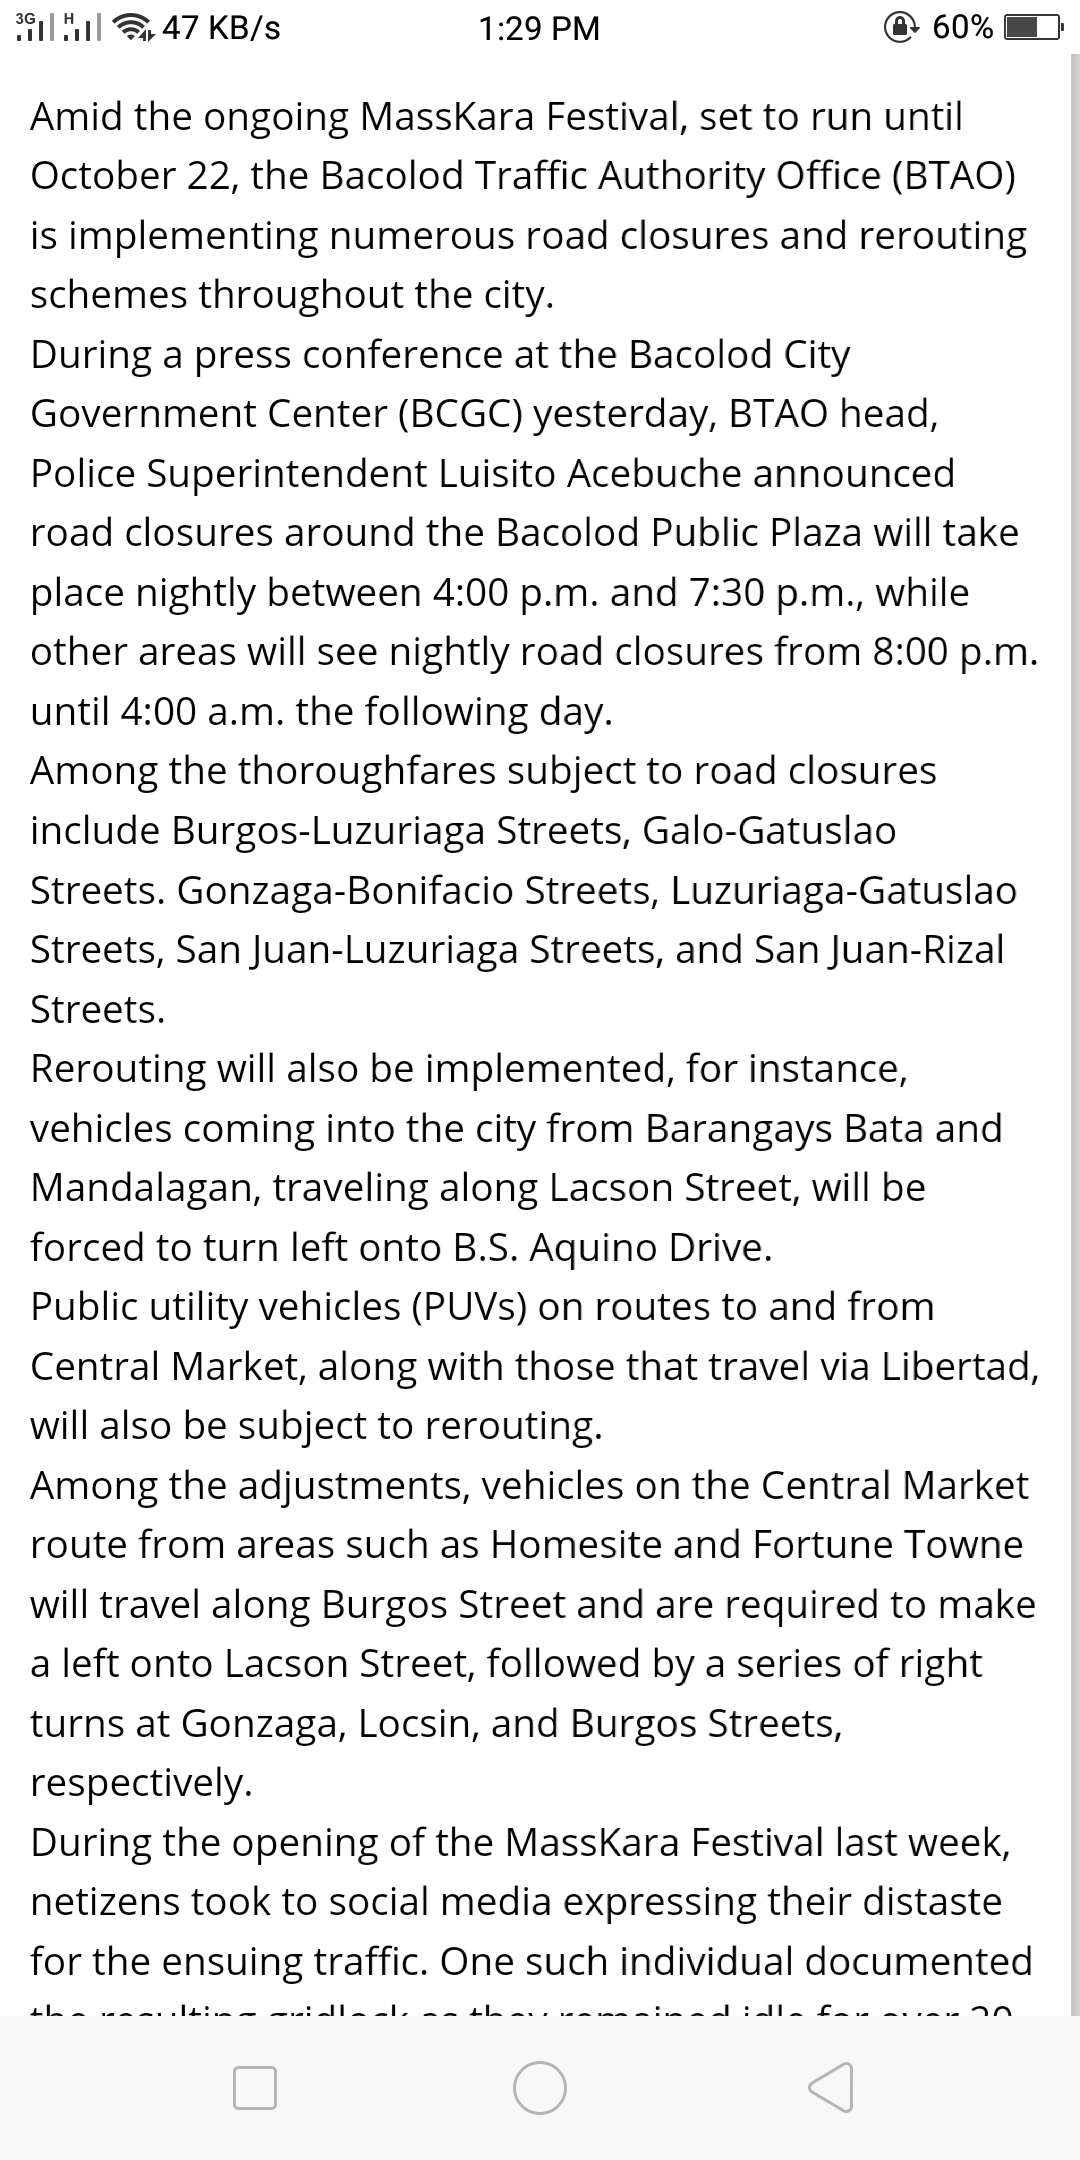 3G H 47 KB/s 1:29 PM 60%
Amid the ongoing MassKara Festival, set to run until
October 22, the Bacolod Traffic Authority Office (BTAO)
is implementing numerous road closures and rerouting
schemes throughout the city.
During a press conference at the Bacolod City
Government Center (BCGC) yesterday, BTAO head,
Police Superintendent Luisito Acebuche announced
road closures around the Bacolod Public Plaza will take
place nightly between 4:00 p.m. and 7:30 p.m., while
other areas will see nightly road closures from 8:00 p.m.
until 4:00 a.m. the following day.
Among the thoroughfares subject to road closures
include Burgos-Luzuriaga Streets, Galo-Gatuslao
Streets. Gonzaga-Bonifacio Streets, Luzuriaga-Gatuslao
Streets, San Juan-Luzuriaga Streets, and San Juan-Rizal
Streets.
Rerouting will also be implemented, for instance,
vehicles coming into the city from Barangays Bata and
Mandalagan, traveling along Lacson Street, will be
forced to turn left onto B.S. Aquino Drive.
Public utility vehicles (PUVs) on routes to and from
Central Market, along with those that travel via Libertad,
will also be subject to rerouting.
Among the adjustments, vehicles on the Central Market
route from areas such as Homesite and Fortune Towne
will travel along Burgos Street and are required to make
a left onto Lacson Street, followed by a series of right
turns at Gonzaga, Locsin, and Burgos Streets,
respectively.
During the opening of the MassKara Festival last week,
netizens took to social media expressing their distaste
for the ensuing traffic. One such individual documented
the resulting gridlock as they remained idle for over